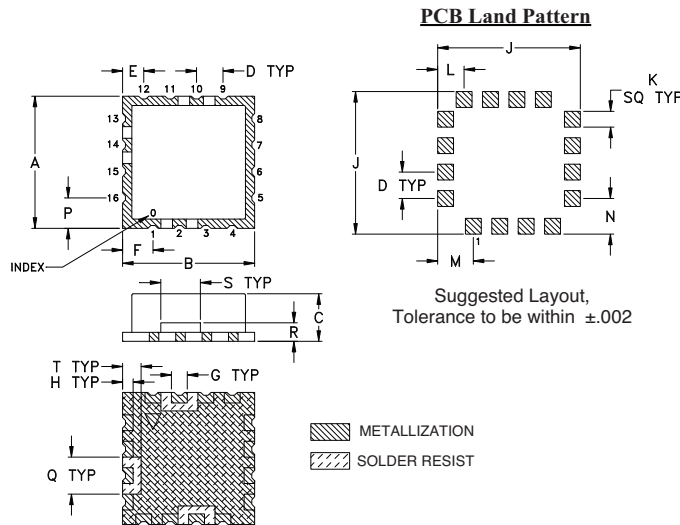 PCB Land Pattern
E
D TYP
12 11 10 9
13
14
15
16
8
7
6
5
A
P
0
1 2 3 4
F
INDEX
B
J
L
K
SQ TYP
J
D TYP
N
1
M
Suggested Layout,
Tolerance to be within ±.002
S TYP
C
R
T TYP
H TYP
G TYP
Q TYP
METALLIZATION
SOLDER RESIST